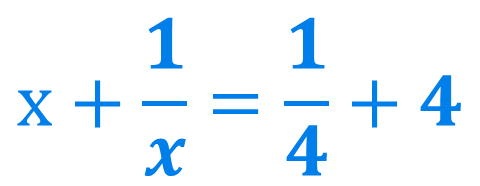 x + 1/x = 1/4 + 4